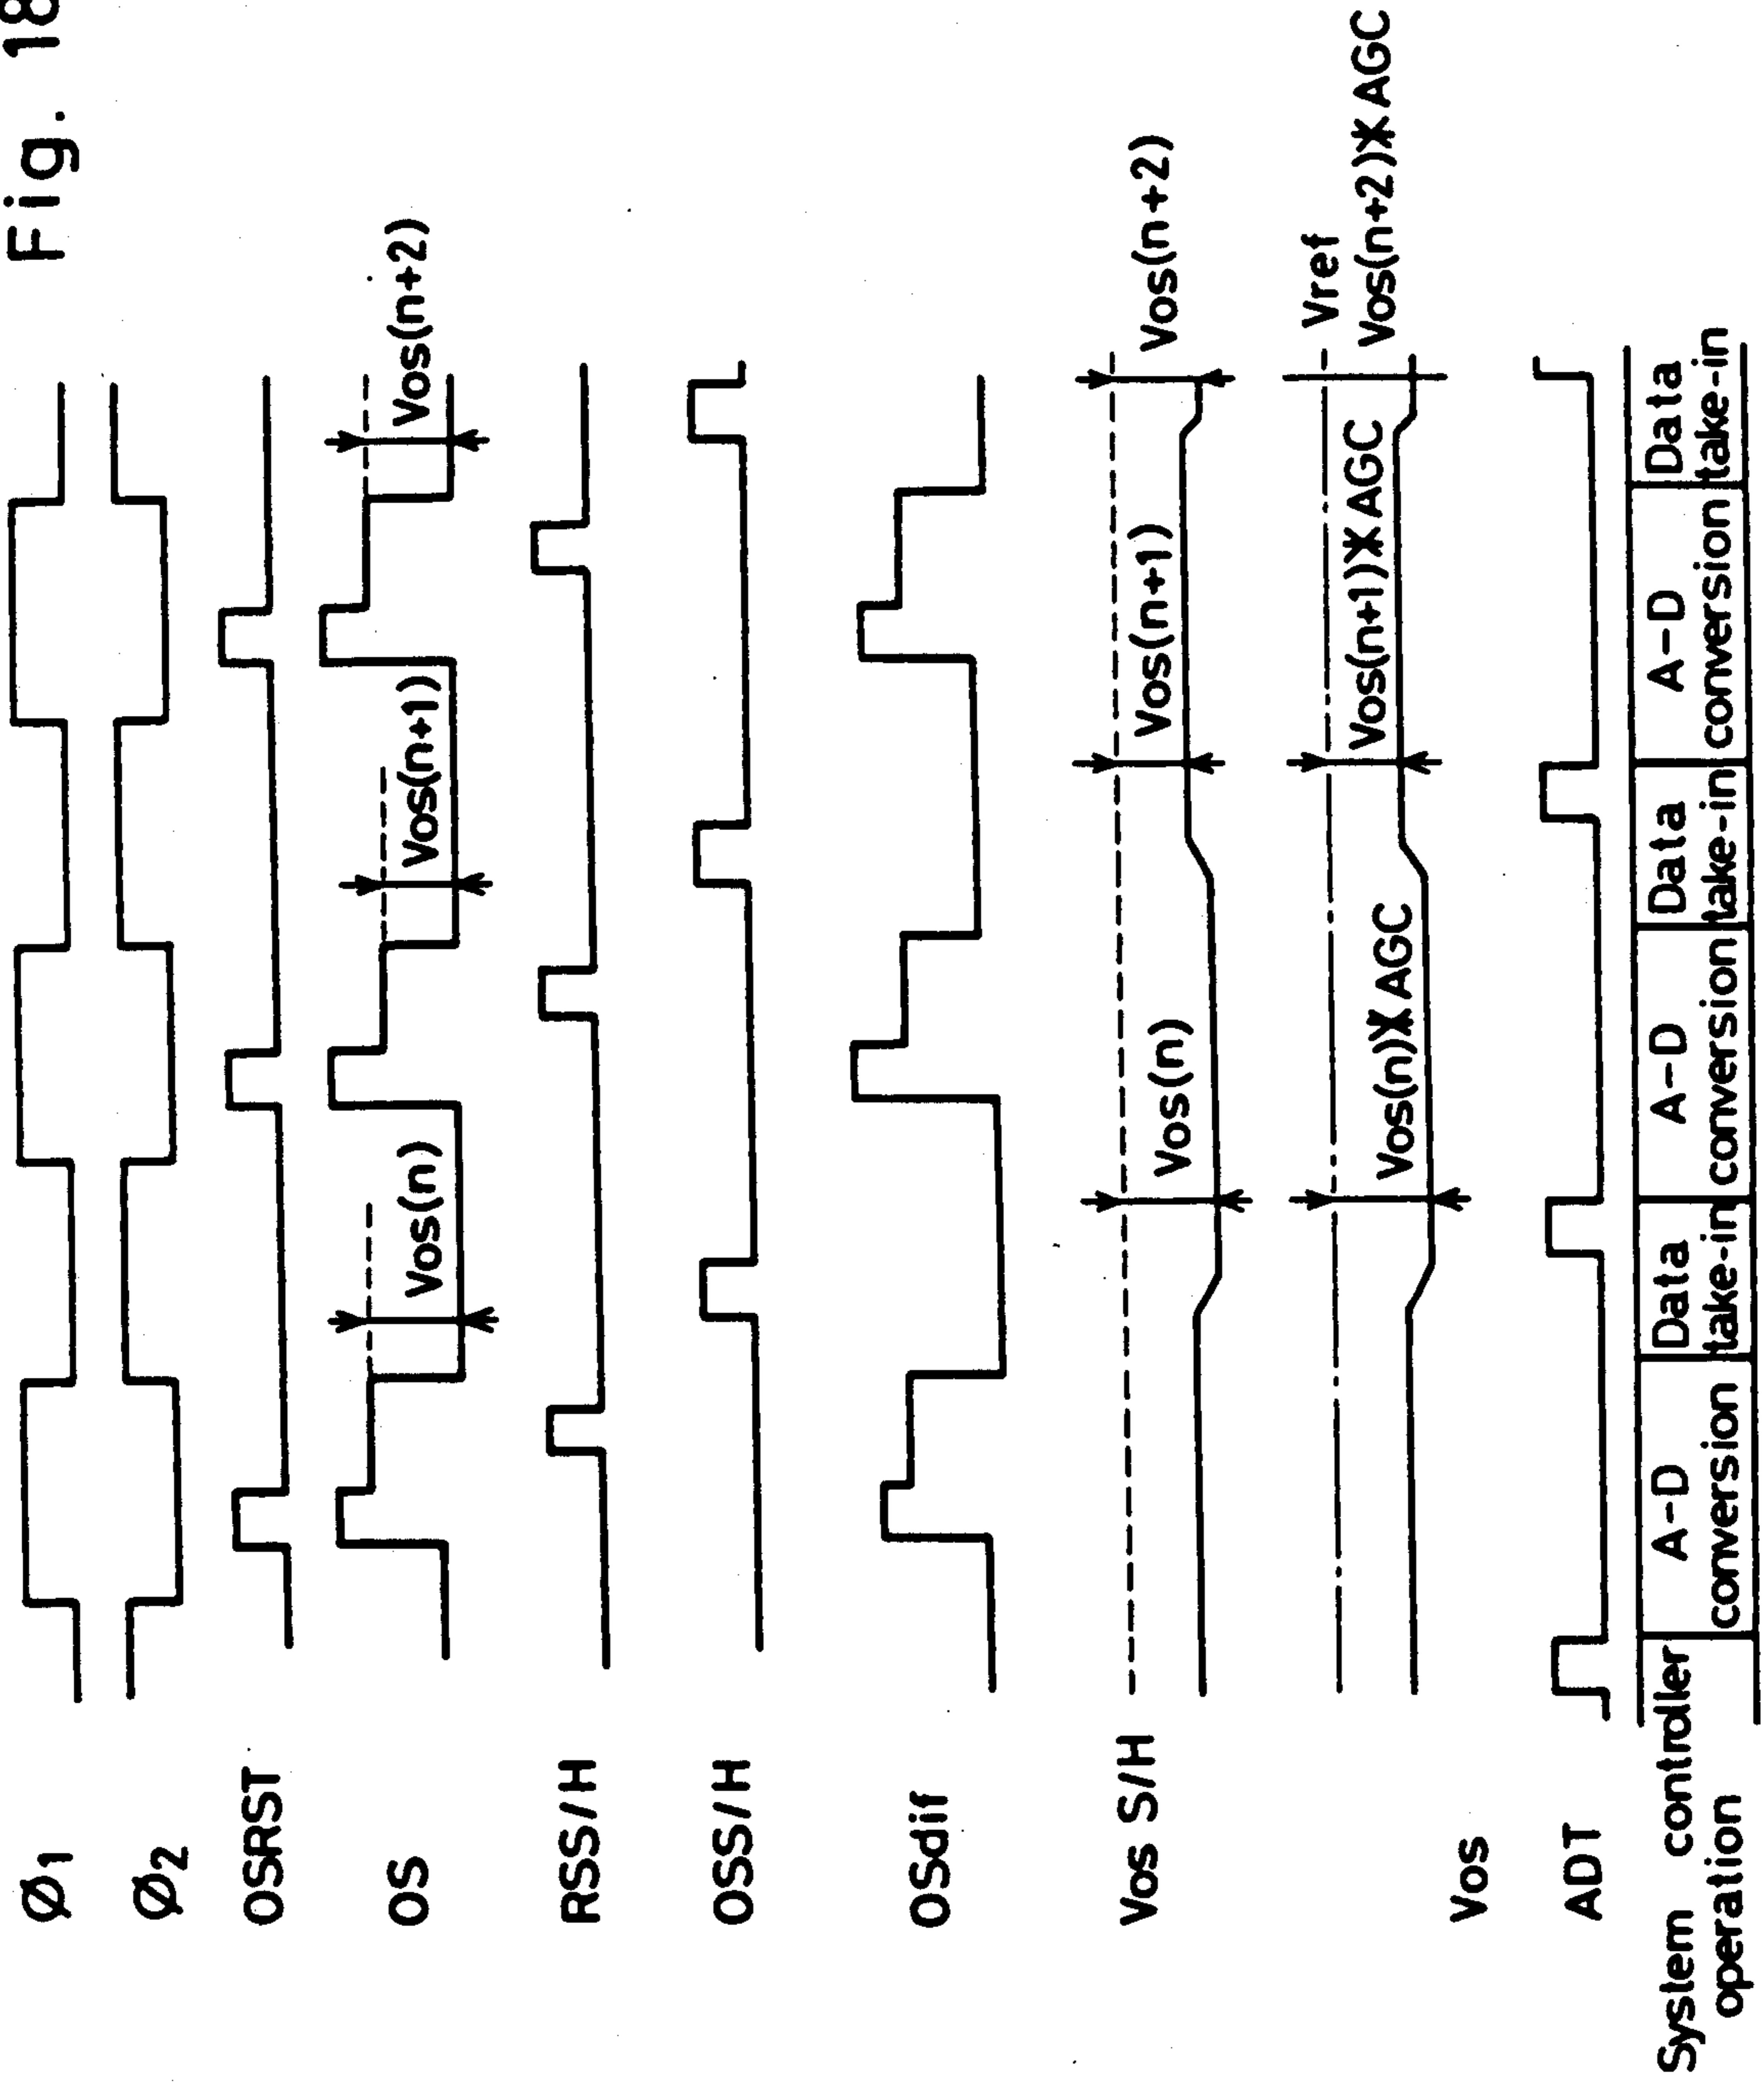 Fig. 18
Ø1
Ø2
OSRST
OS
Vos(n)
Vos(n+1)
Vos(n+2)
RSS/H
OSS/H
OSdif
Vos S/H
Vos(n)
Vos(n+1)
Vos(n+2)
Vref
Vos
Vos(n)*AGC
Vos(n+1)*AGC
Vos(n+2)*AGC
ADT
System controller operation
A-D conversion
Data take-in
A-D conversion
Data take-in
A-D conversion
Data take-in